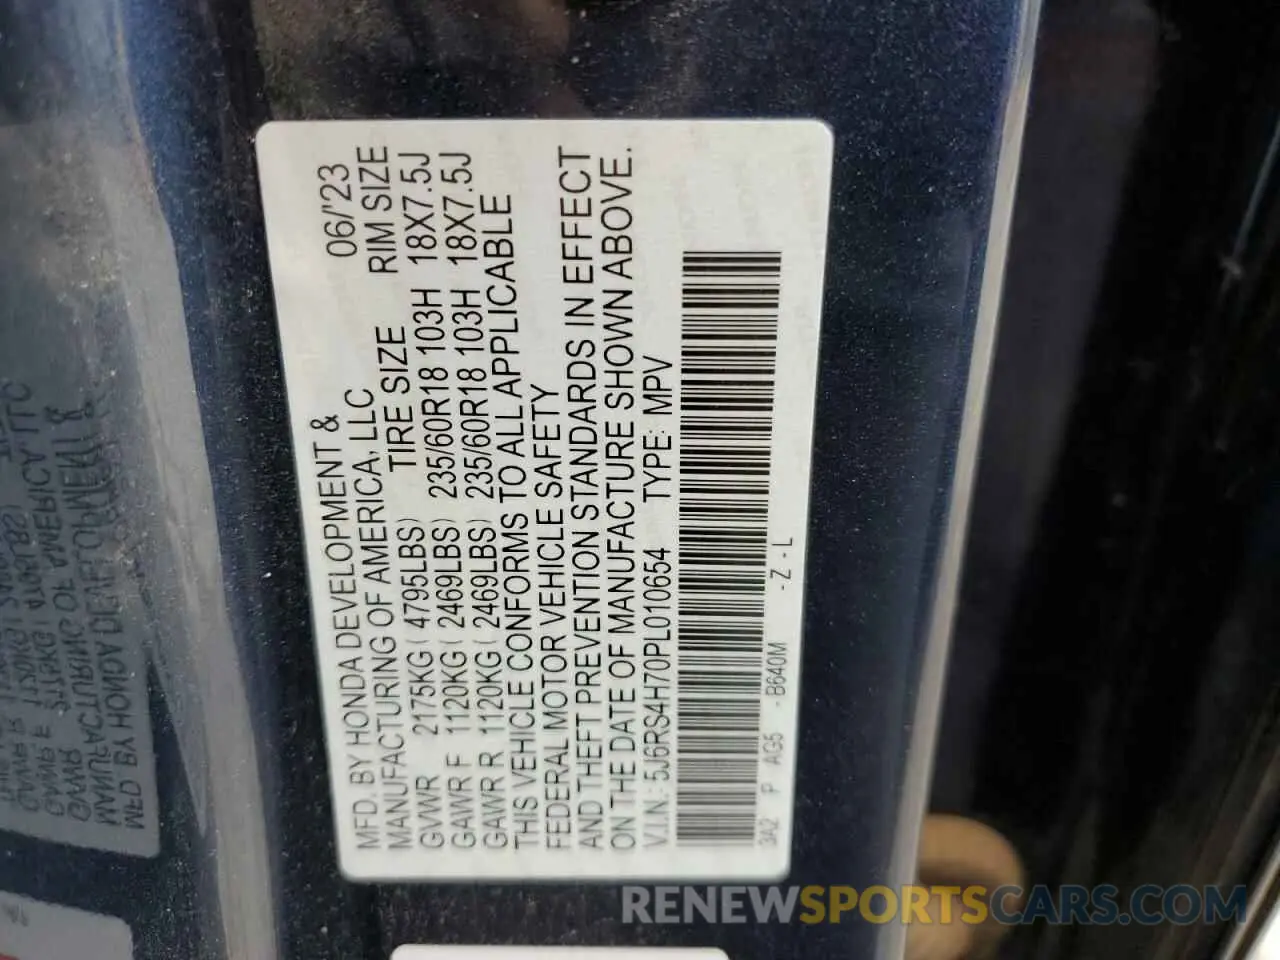 MFD. BY HONDA DEVELOPMENT & 06/'23
MANUFACTURING OF AMERICA, LLC
TIRE SIZE RIM SIZE
GVWR 2175KG ( 4795LBS)
GAWR F 1120KG ( 2469LBS) 235/60R18 103H 18X7.5J
GAWR R 1120KG ( 2469LBS) 235/60R18 103H 18X7.5J
THIS VEHICLE CONFORMS TO ALL APPLICABLE
FEDERAL MOTOR VEHICLE SAFETY
AND THEFT PREVENTION STANDARDS IN EFFECT
ON THE DATE OF MANUFACTURE SHOWN ABOVE.
V.I.N.: 5J6RS4H70PL010654 TYPE: MPV
3A2 P AG5 -B640M -Z-L
RENEWSPORTSCARS.COM